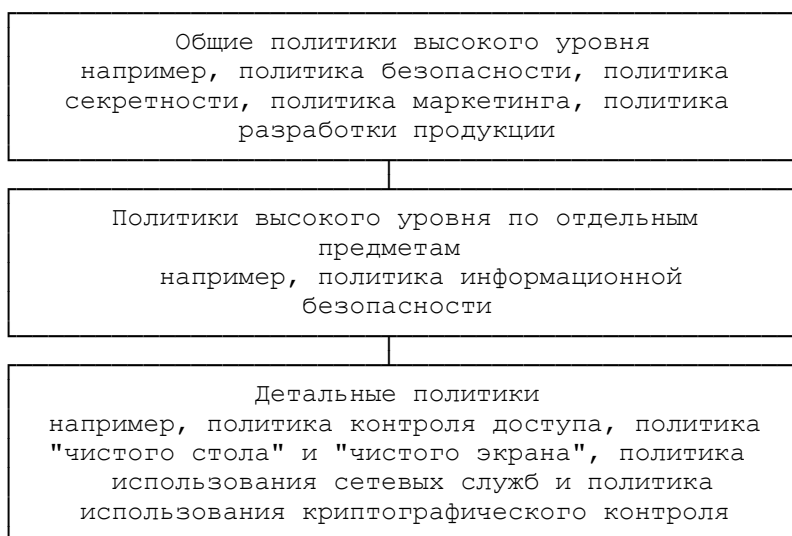 Общие политики высокого уровня
например, политика безопасности, политика
секретности, политика маркетинга, политика
разработки продукции
Политики высокого уровня по отдельным
предметам
например, политика информационной
безопасности
Детальные политики
например, политика контроля доступа, политика
"чистого стола" и "чистого экрана", политика
использования сетевых служб и политика
использования криптографического контроля